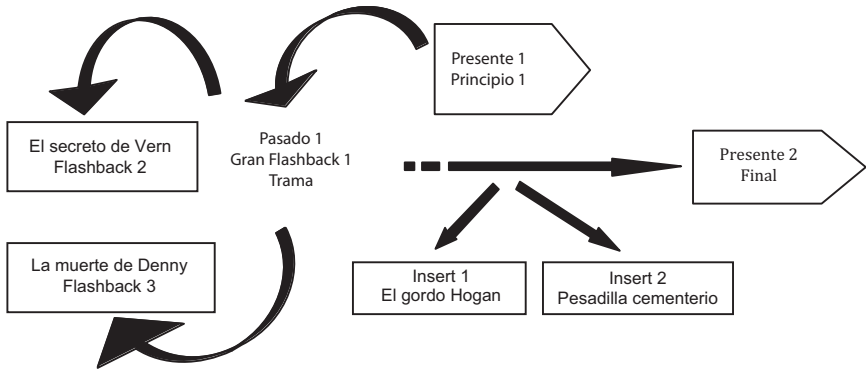 Presente 1
Principio 1
El secreto de Vern
Flashback 2
Pasado 1
Gran Flashback 1
Trama
Presente 2
Final
La muerte de Denny
Flashback 3
Insert 1
El gordo Hogan
Insert 2
Pesadilla cementerio